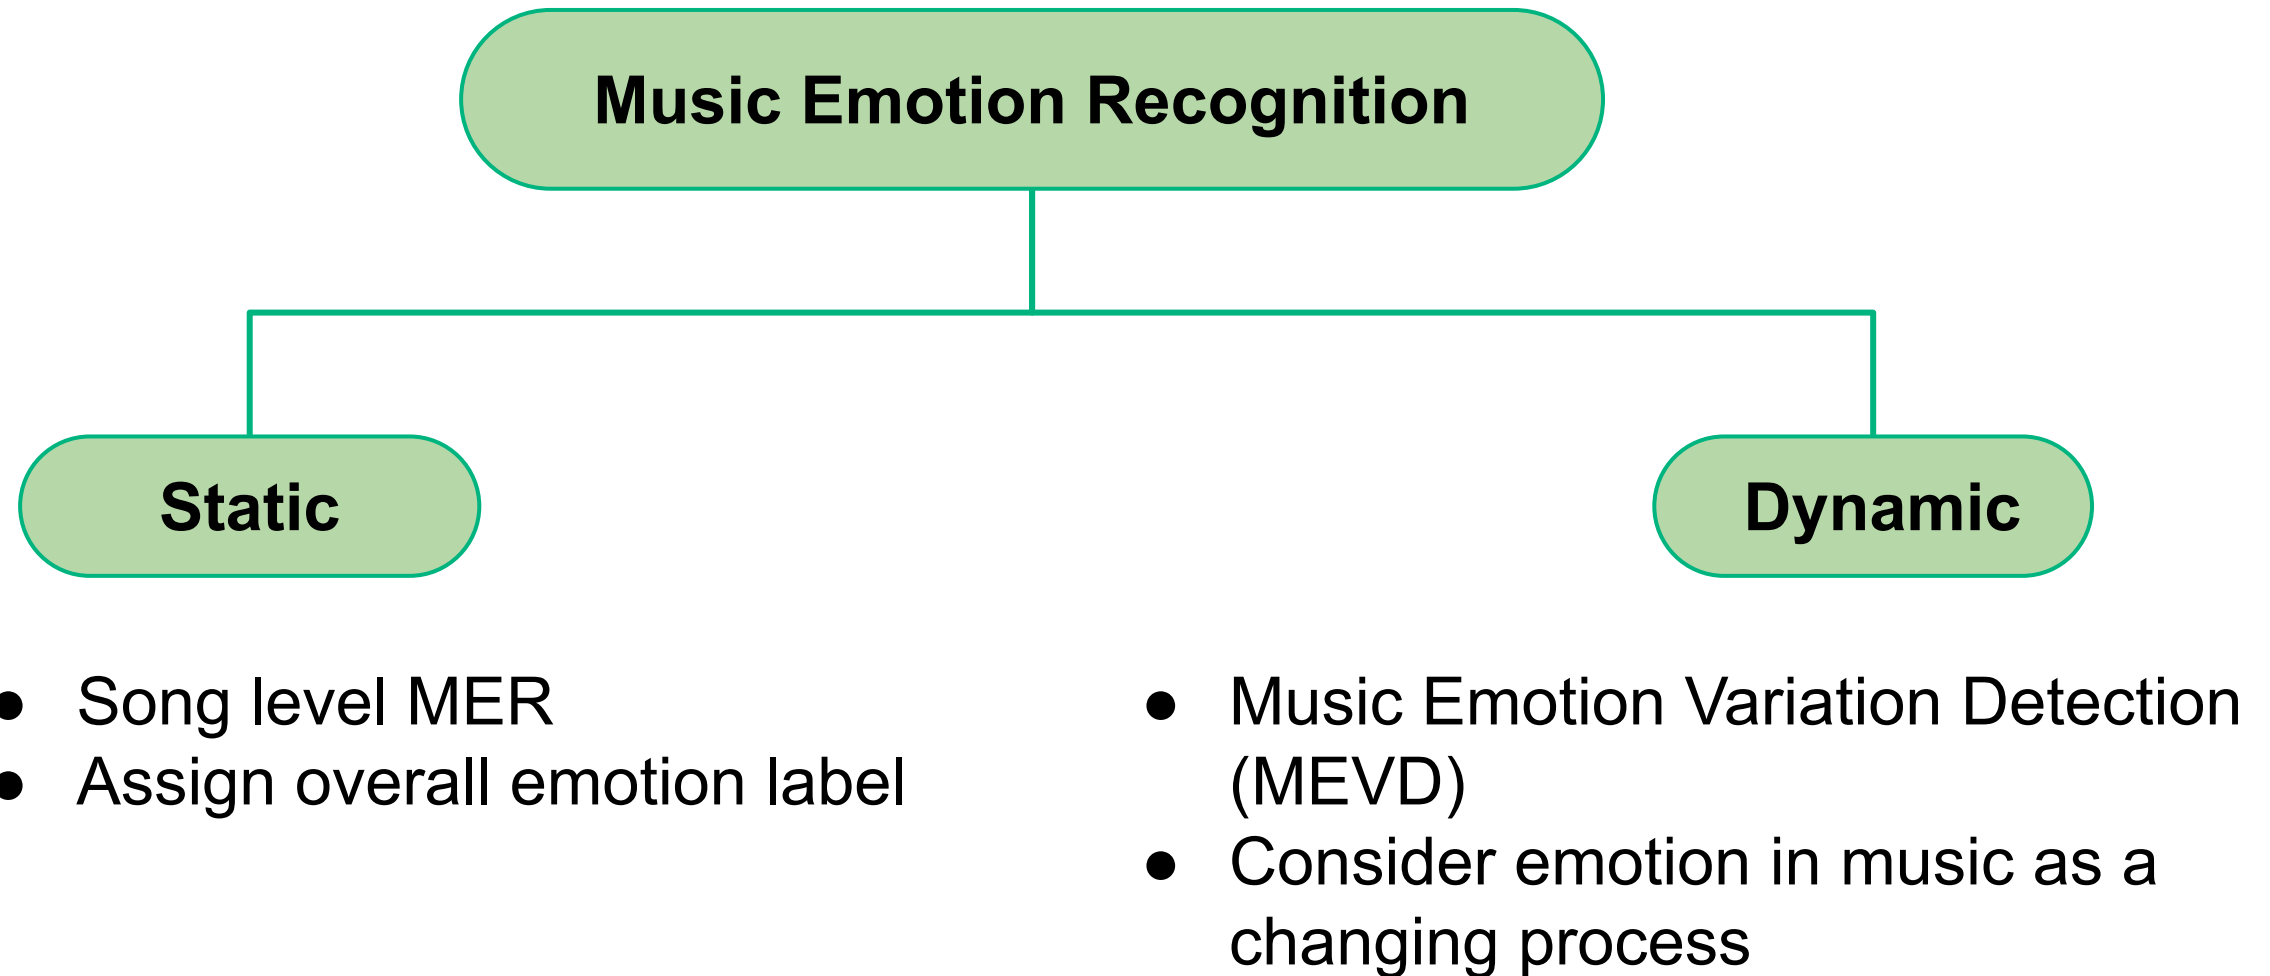 Music Emotion Recognition
Static
Dynamic
● Song level MER
● Assign overall emotion label
● Music Emotion Variation Detection
(MEVD)
● Consider emotion in music as a
changing process